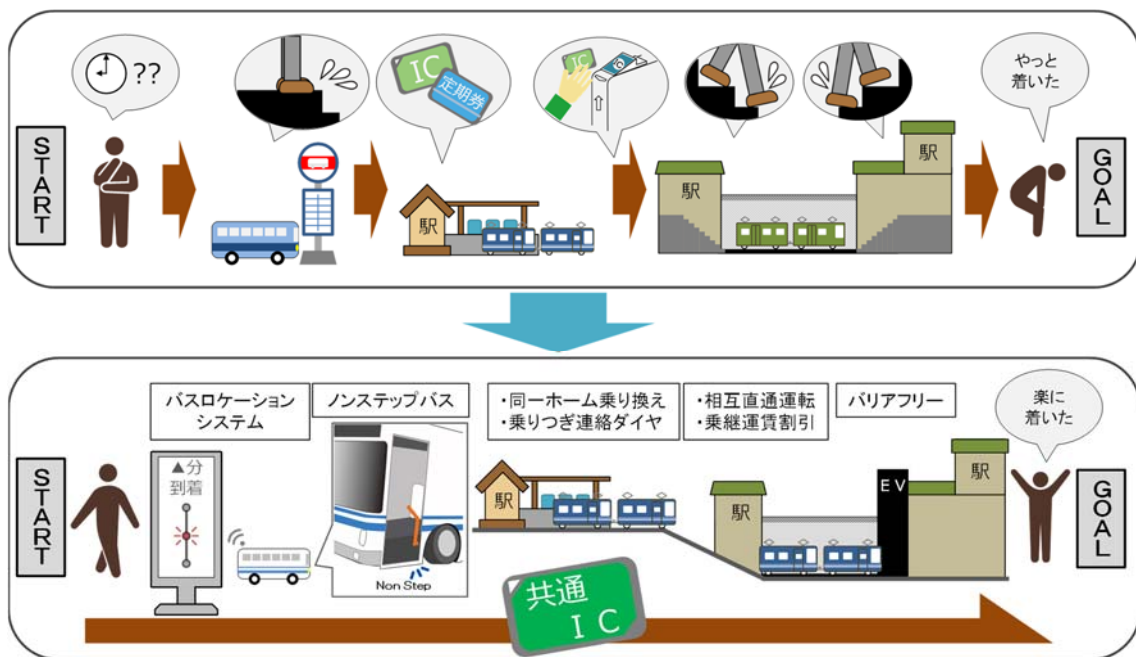 START
??
IC
定期券
IC
駅
駅
駅
やっと
着いた
GOAL
START
バスロケーション
システム
▲分
到着
ノンステップバス
Non Step
・同一ホーム乗り換え
・乗りつぎ連絡ダイヤ
駅
・相互直通運転
・乗継運賃割引
駅
バリアフリー
EV
駅
楽に
着いた
GOAL
共通
IC